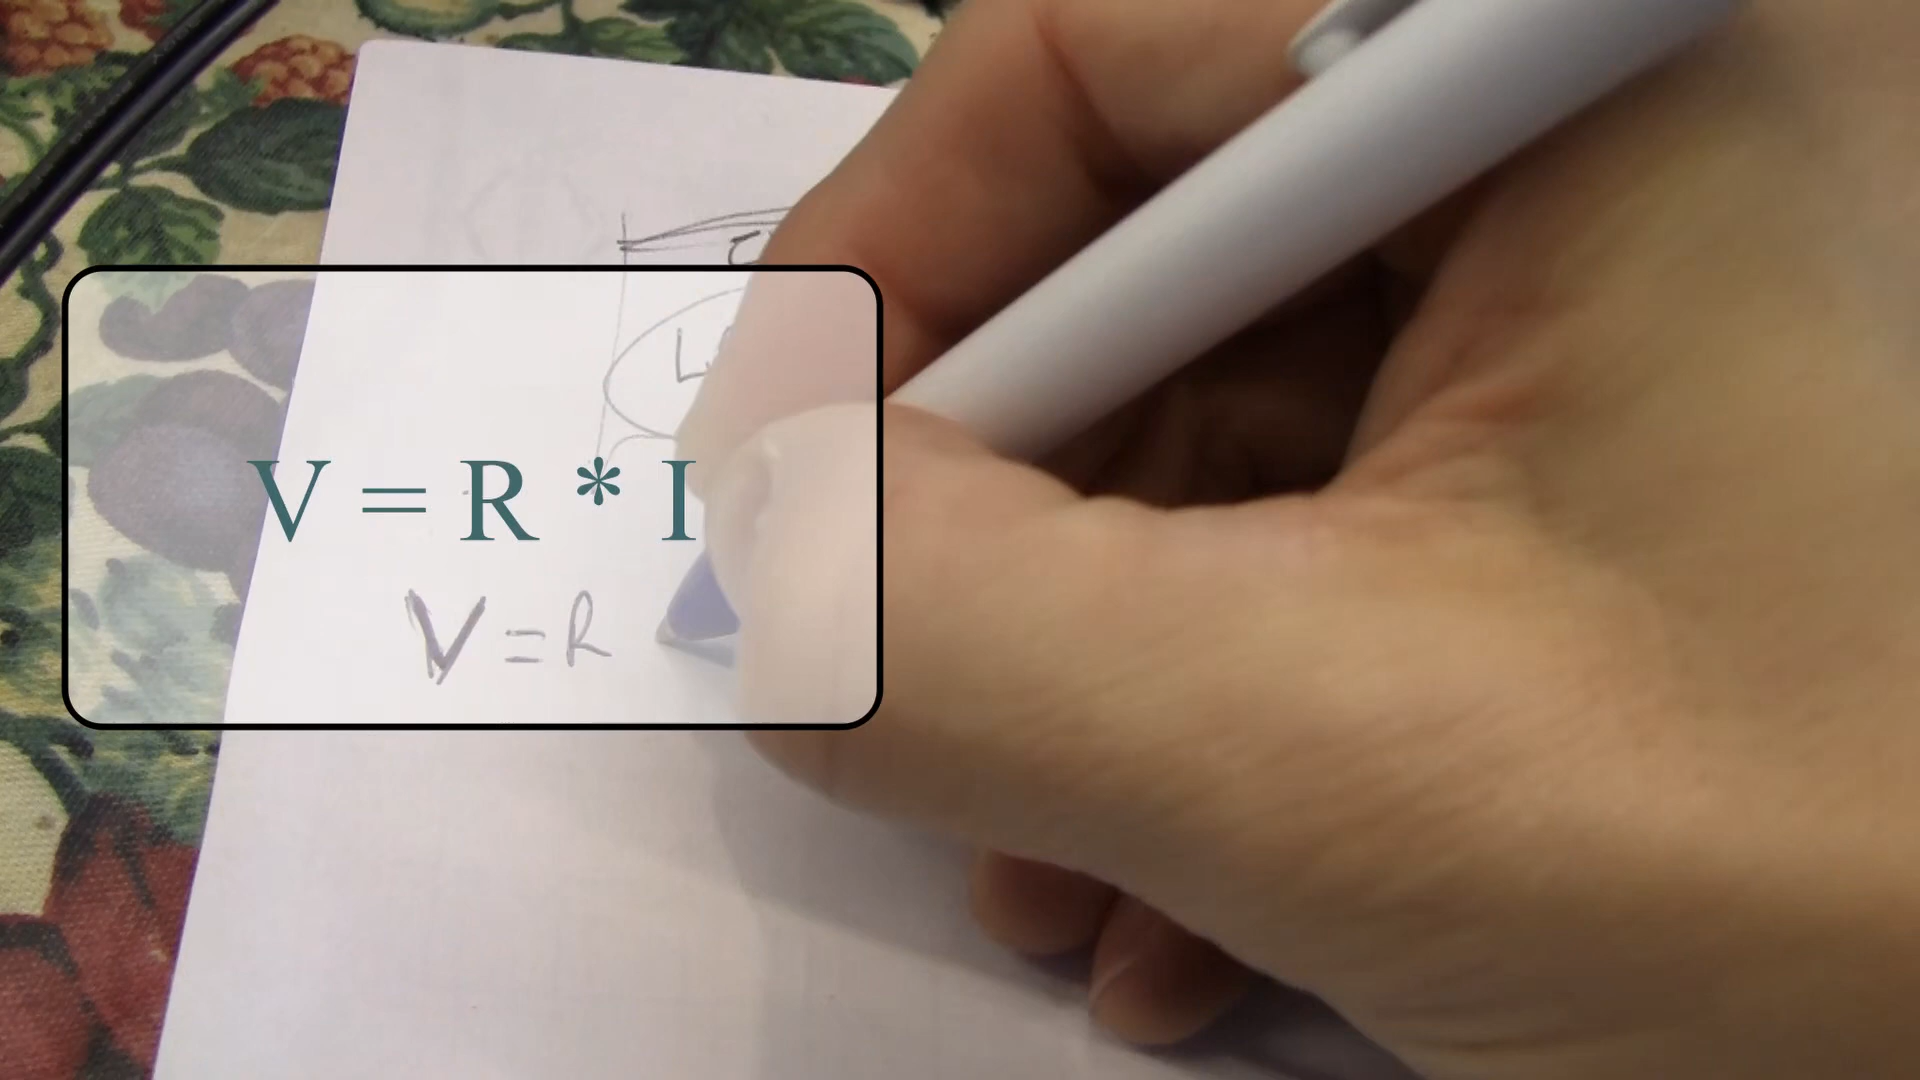 V = R * I
V = R